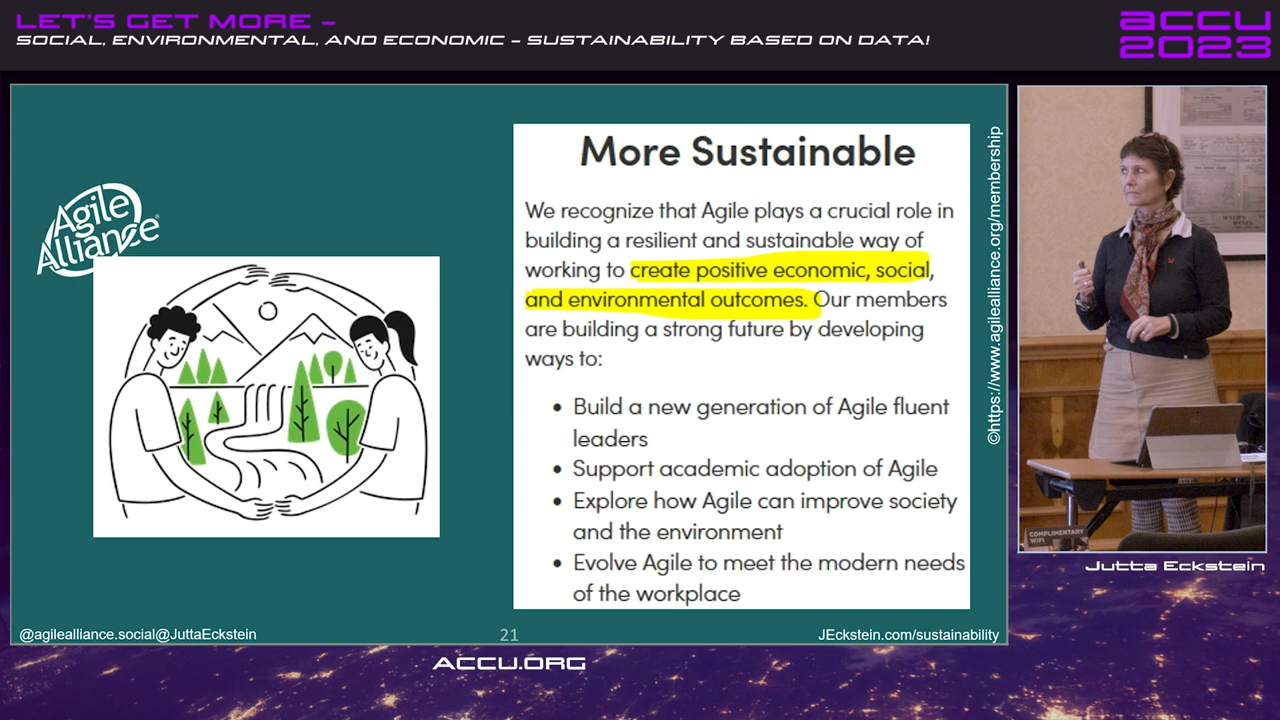 LET'S GET MORE –
SOCIAL, ENVIRONMENTAL, AND ECONOMIC – SUSTAINABILITY BASED ON DATA!
accu
2023
Agile
Alliance
®
More Sustainable
We recognize that Agile plays a crucial role in
building a resilient and sustainable way of
working to create positive economic, social,
and environmental outcomes. Our members
are building a strong future by developing
ways to:
• Build a new generation of Agile fluent
leaders
• Support academic adoption of Agile
• Explore how Agile can improve society
and the environment
• Evolve Agile to meet the modern needs
of the workplace
©https://www.agilealliance.org/membership
@agilealliance.social@JuttaEckstein
21
JEckstein.com/sustainability
COMPLIMENTARY
WIFI
Jutta Eckstein
ACCU.ORG